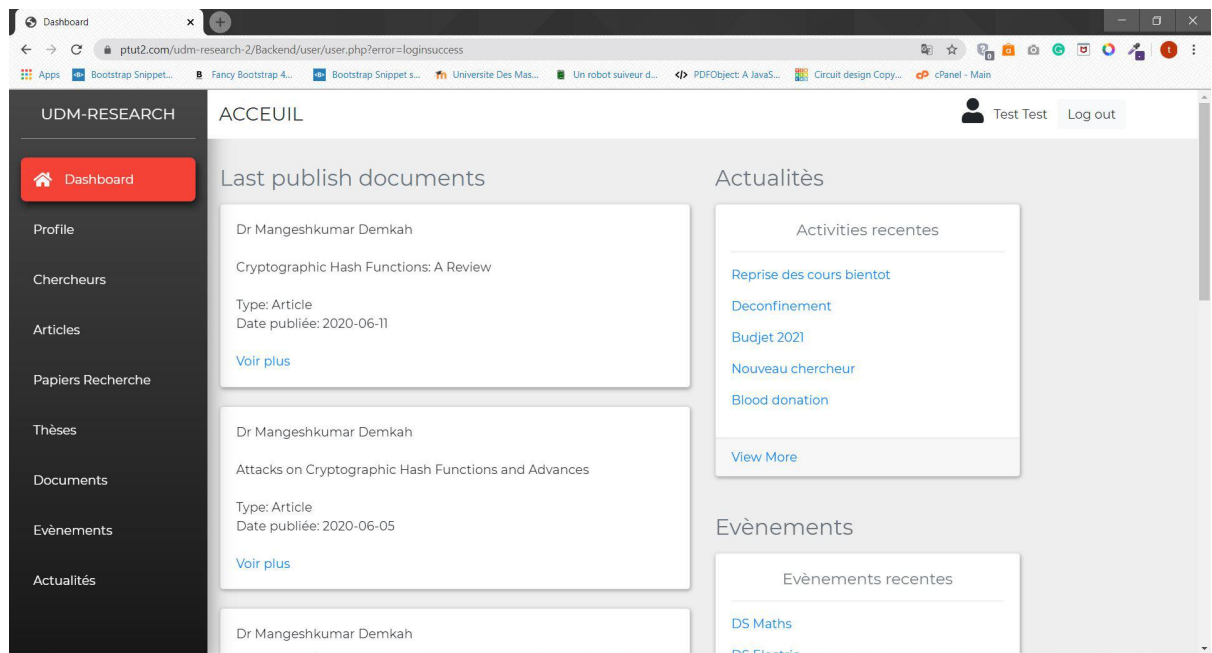 Dashboard
ptut2.com/udm-research-2/Backend/user/user.php?error=loginsuccess
Apps Bootstrap Snippet... Fancy Bootstrap 4... Bootstrap Snippet s... Universite Des Mas... Un robot suiveur d... PDFObject: A JavaS... Circuit design Copy... cPanel - Main
UDM-RESEARCH
ACCEUIL
Test Test Log out
Dashboard
Profile
Chercheurs
Articles
Papiers Recherche
Thèses
Documents
Evènements
Actualités
Last publish documents
Dr Mangeshkumar Demkah
Cryptographic Hash Functions: A Review
Type: Article
Date publiée: 2020-06-11
Voir plus
Dr Mangeshkumar Demkah
Attacks on Cryptographic Hash Functions and Advances
Type: Article
Date publiée: 2020-06-05
Voir plus
Dr Mangeshkumar Demkah
Actualitès
Activities recentes
Reprise des cours bientot
Deconfinement
Budjet 2021
Nouveau chercheur
Blood donation
View More
Evènements
Evènements recentes
DS Maths